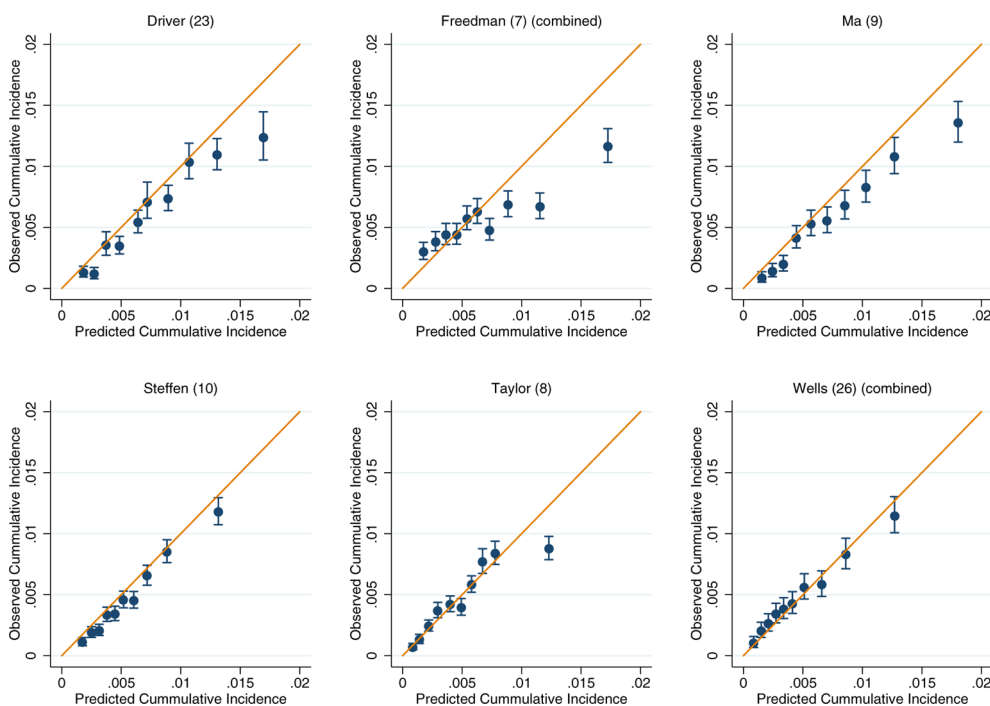 Driver (23)
Observed Cummulative Incidence
0 .005 .01 .015 .02
0 .005 .01 .015 .02
Predicted Cummulative Incidence
Freedman (7) (combined)
Observed Cummulative Incidence
0 .005 .01 .015 .02
0 .005 .01 .015 .02
Predicted Cummulative Incidence
Ma (9)
Observed Cummulative Incidence
0 .005 .01 .015 .02
0 .005 .01 .015 .02
Predicted Cummulative Incidence
Steffen (10)
Observed Cummulative Incidence
0 .005 .01 .015 .02
0 .005 .01 .015 .02
Predicted Cummulative Incidence
Taylor (8)
Observed Cummulative Incidence
0 .005 .01 .015 .02
0 .005 .01 .015 .02
Predicted Cummulative Incidence
Wells (26) (combined)
Observed Cummulative Incidence
0 .005 .01 .015 .02
0 .005 .01 .015 .02
Predicted Cummulative Incidence